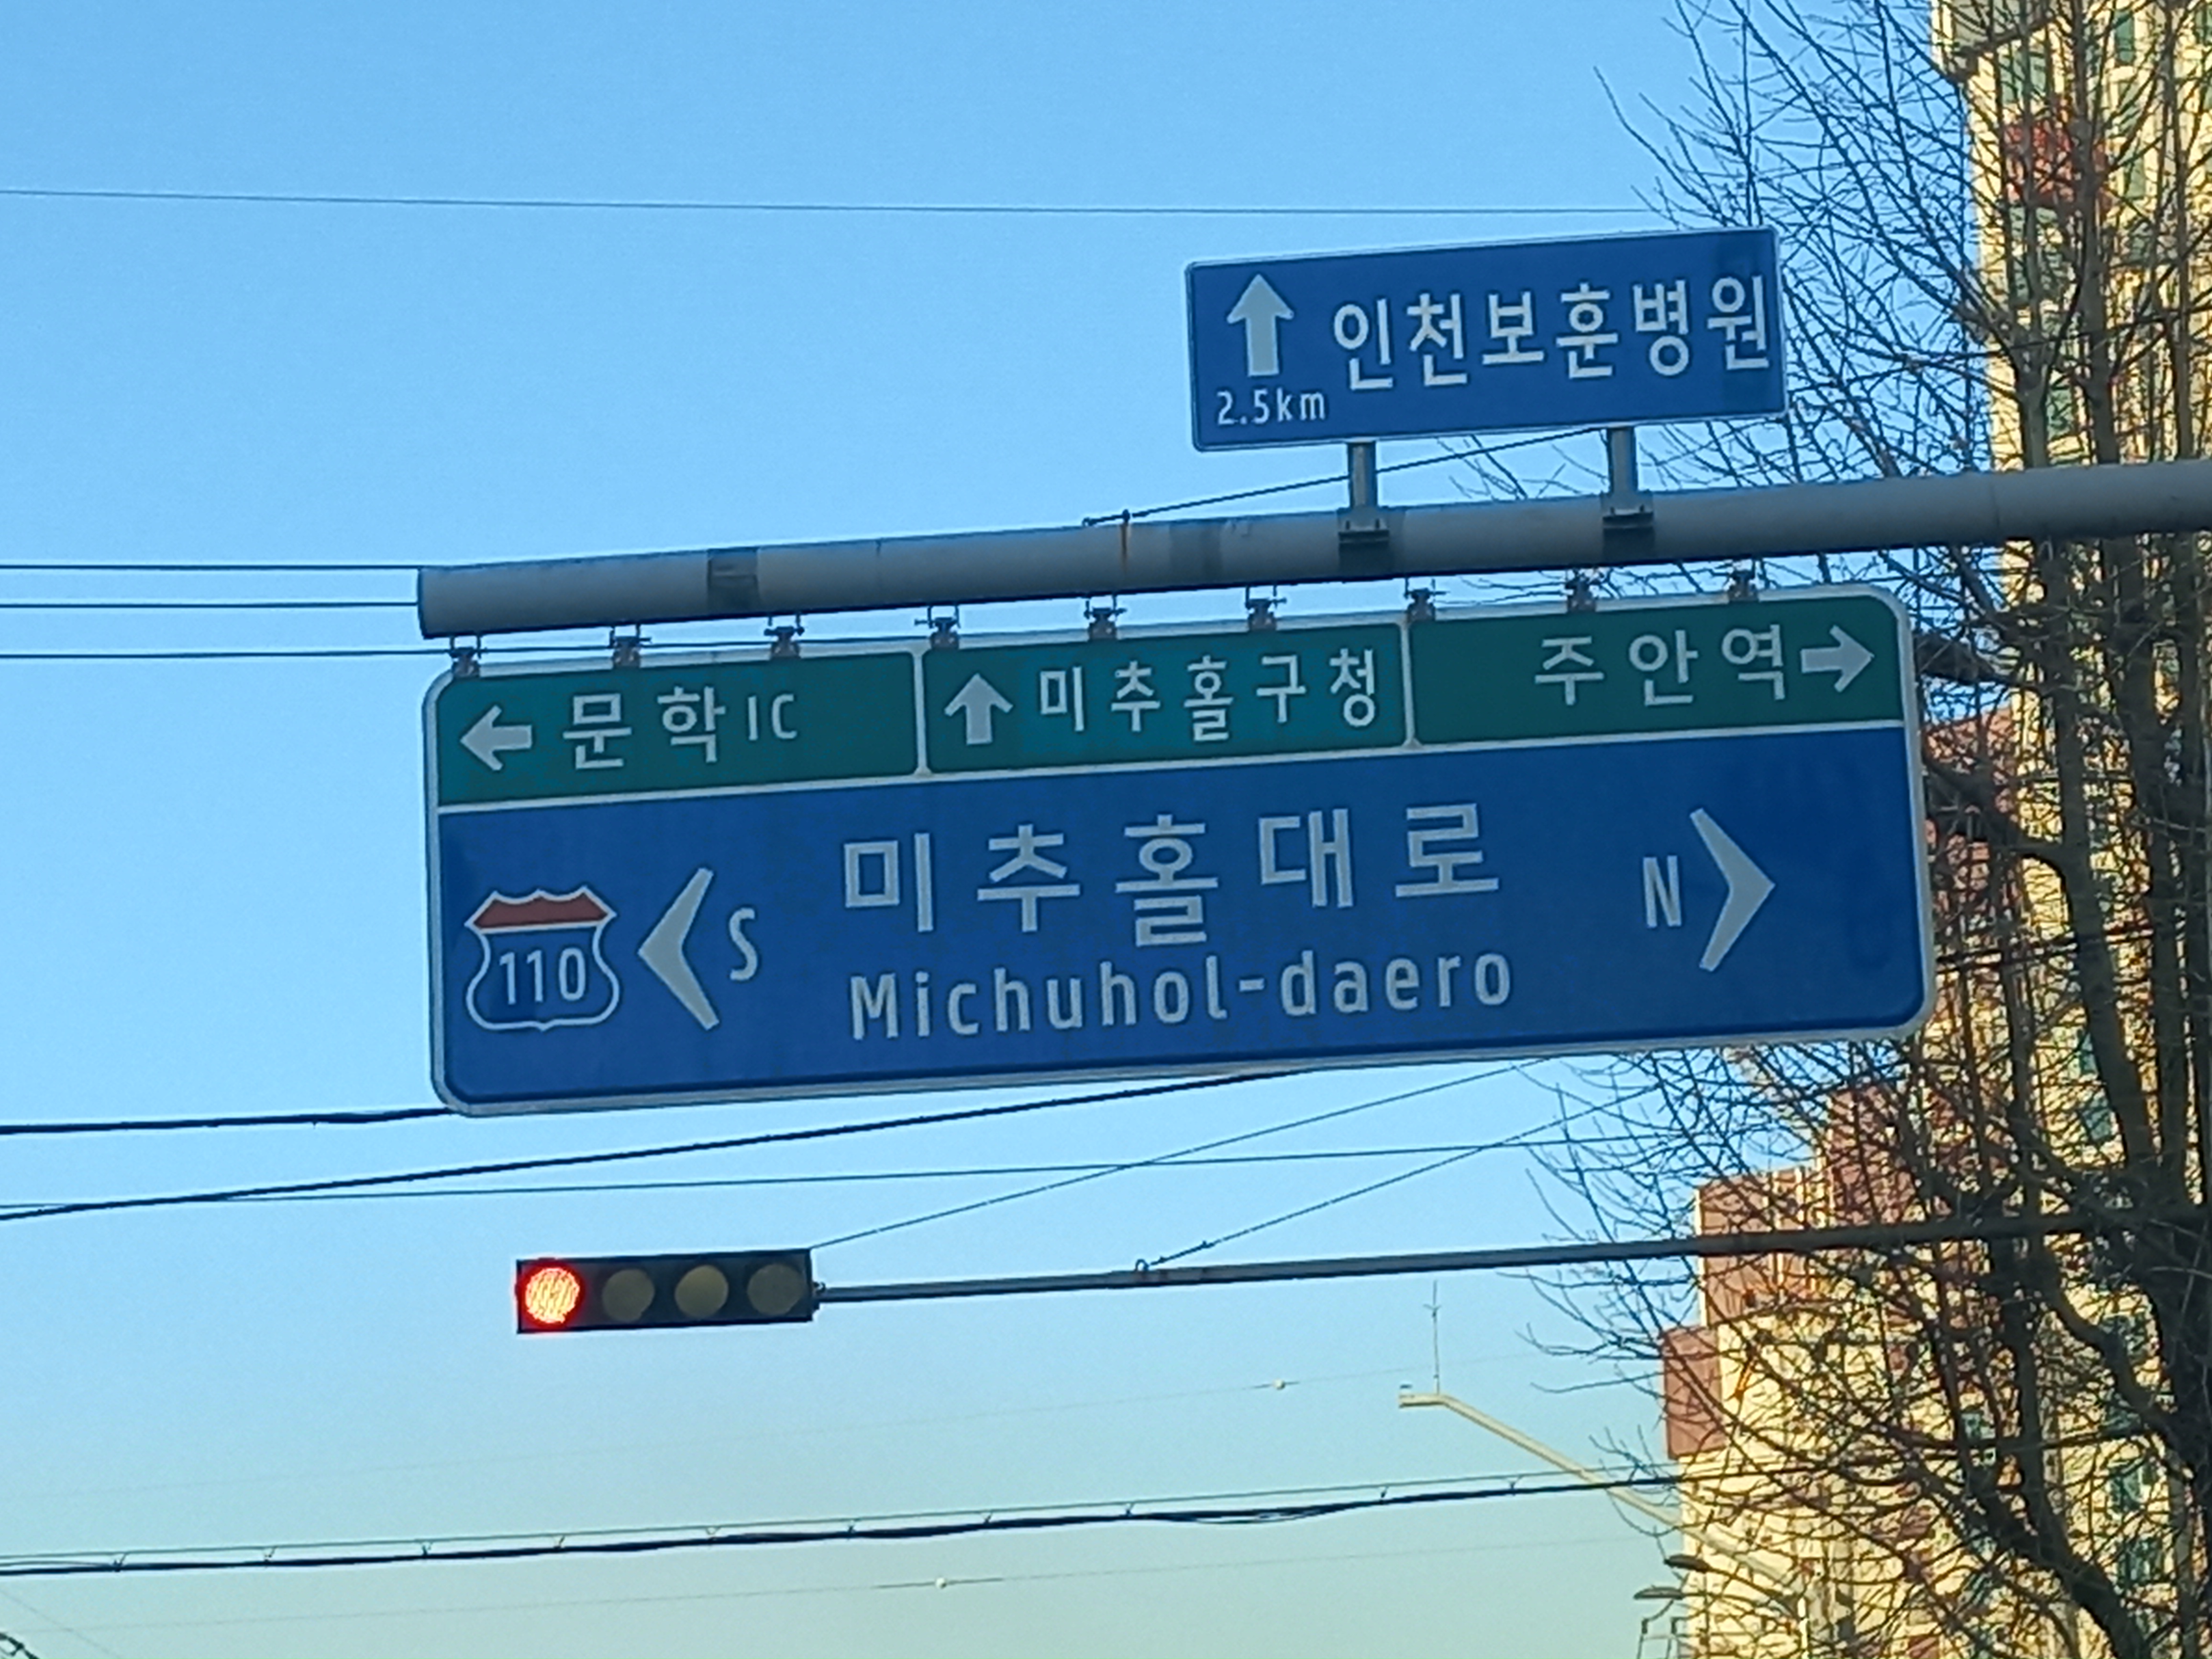 인천보훈병원
2.5km
문학IC
미추홀구청
주안역
110
S
미추홀대로
N
Michuhol-daero